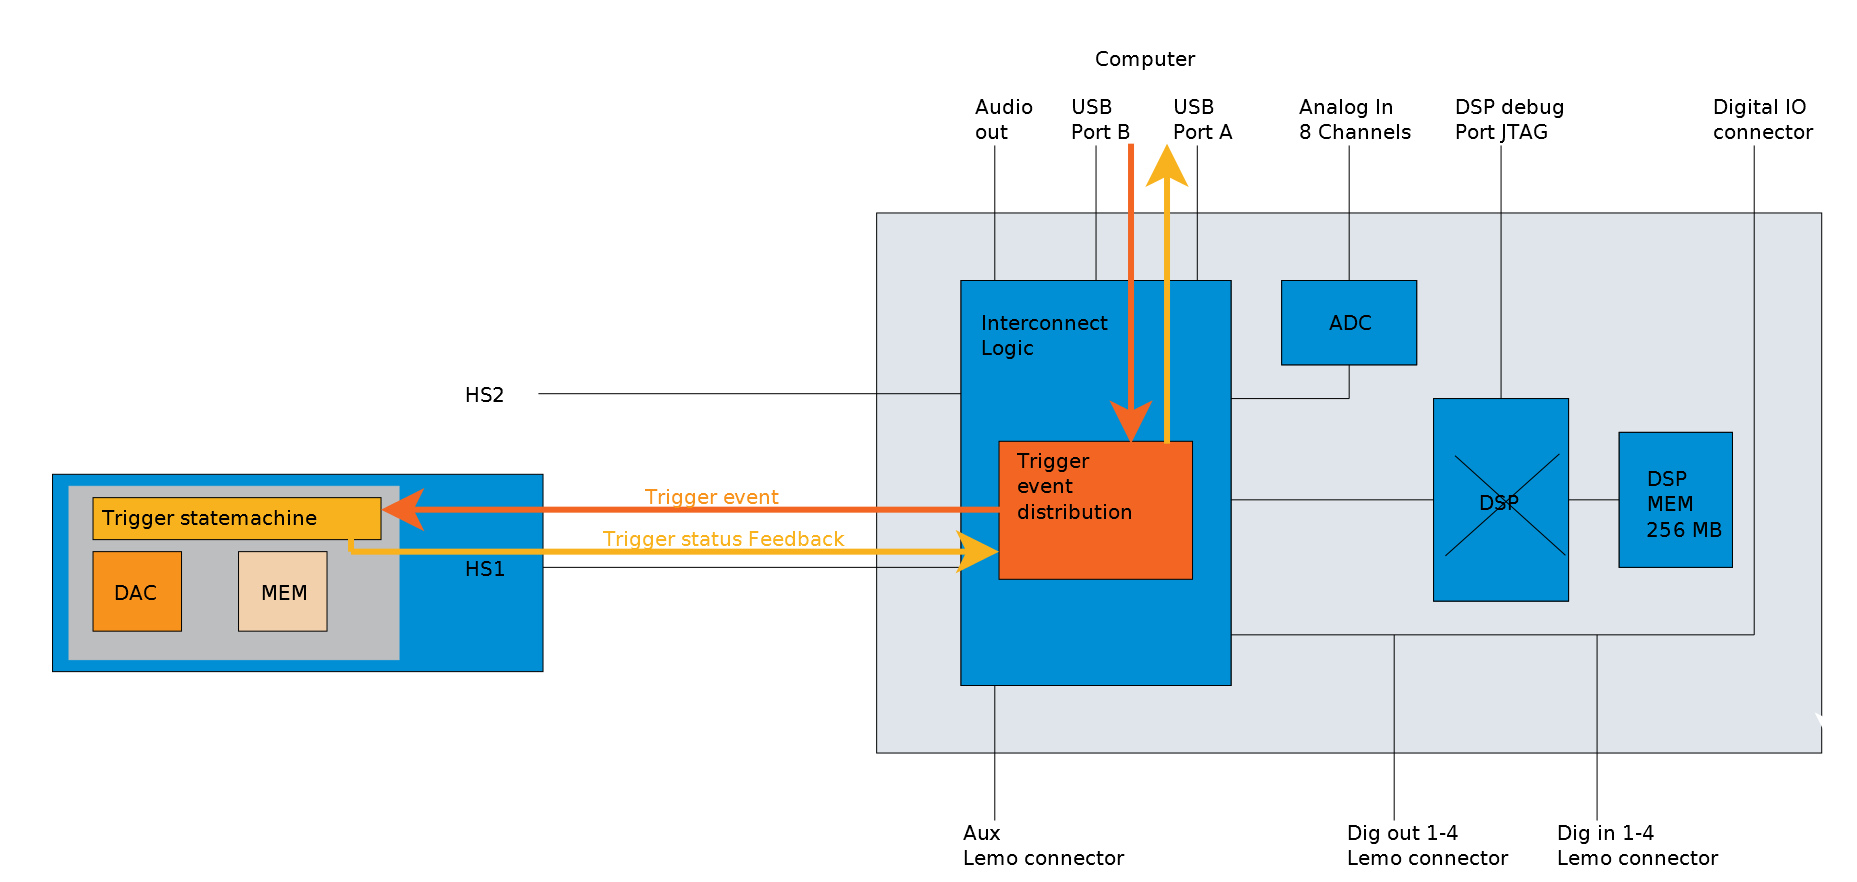 Computer
Audio
out
USB
Port B
USB
Port A
Analog In
8 Channels
DSP debug
Port JTAG
Digital IO
connector
Interconnect
Logic
ADC
HS2
Trigger
event
distribution
DSP
DSP
MEM
256 MB
Trigger event
Trigger statemachine
Trigger status Feedback
HS1
DAC
MEM
Aux
Lemo connector
Dig out 1-4
Lemo connector
Dig in 1-4
Lemo connector